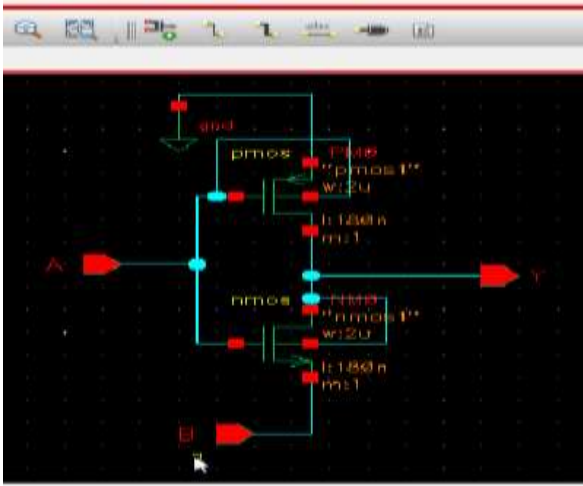 gnd
pmos PM0
"pmos1"
w:2u
l:180n
m:1
A
Y
nmos NM0
"nmos1"
w:2u
l:180n
m:1
B